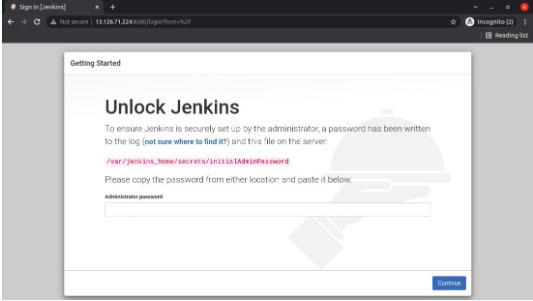 Sign in [Jenkins]
Not secure | 13.126.71.224:8080/login?from=%2F
Incognito (2)
Reading list
Getting Started
Unlock Jenkins
To ensure Jenkins is securely set up by the administrator, a password has been written
to the log (not sure where to find it?) and this file on the server:
/var/jenkins_home/secrets/initialAdminPassword
Please copy the password from either location and paste it below.
Administrator password
Continue